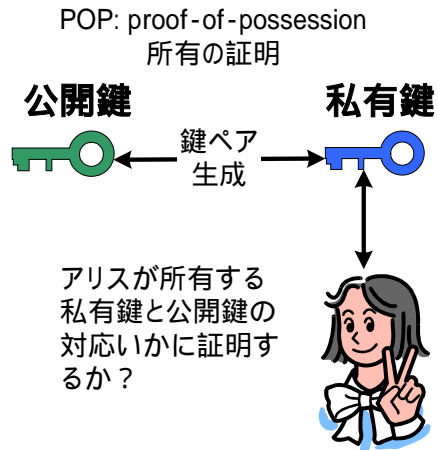 POP: proof-of-possession
所有の証明
公開鍵
私有鍵
鍵ペア
生成
アリスが所有する
私有鍵と公開鍵の
対応いかに証明す
るか？